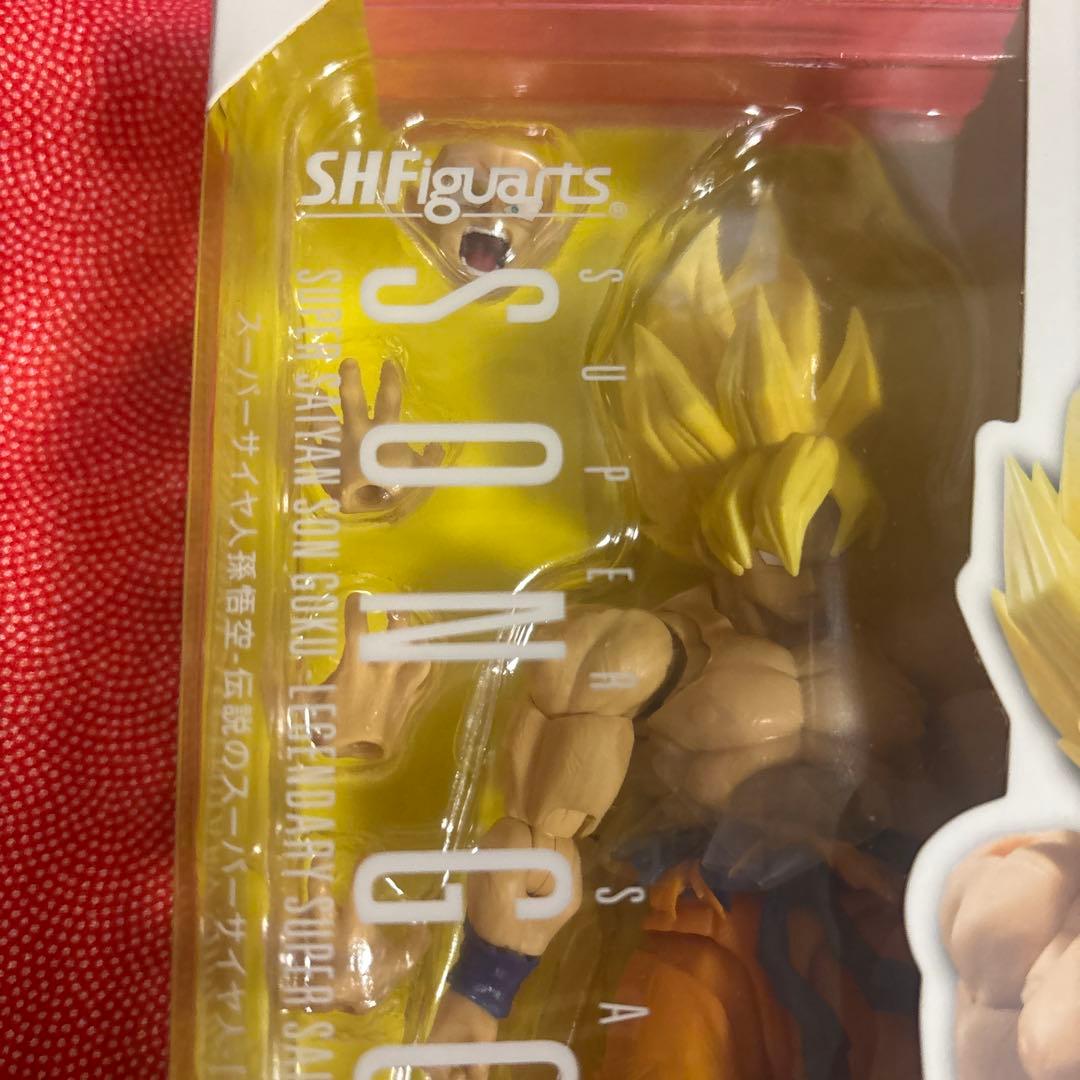 S.H.Figuarts®
SUPER SA
SON GO
SUPER SAIYAN SON GOKU -LEGENDARY SUPER SAI
スーパーサイヤ人孫悟空-伝説のスーパーサイヤ人-